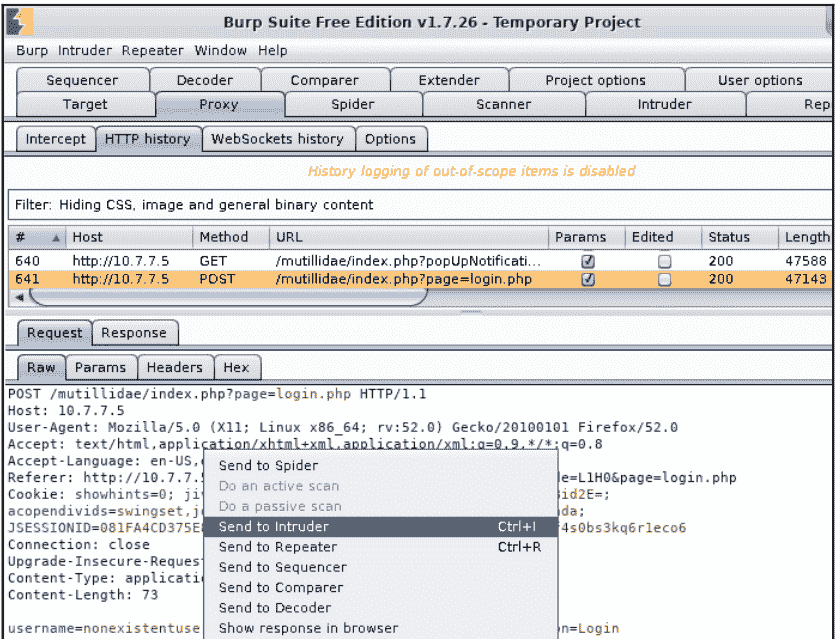 Burp Suite Free Edition v1.7.26 - Temporary Project
Burp Intruder Repeater Window Help
Sequencer Decoder Comparer Extender Project options User options
Target Proxy Spider Scanner Intruder Rep
Intercept HTTP history WebSockets history Options
History logging of out-of-scope items is disabled
Filter: Hiding CSS, image and general binary content
# Host Method URL Params Edited Status Length
640 http://10.7.7.5 GET /mutillidae/index.php?popUpNotificati... 200 47588
641 http://10.7.7.5 POST /mutillidae/index.php?page=login.php 200 47143
Request Response
Raw Params Headers Hex
POST /mutillidae/index.php?page=login.php HTTP/1.1
Host: 10.7.7.5
User-Agent: Mozilla/5.0 (X11; Linux x86_64; rv:52.0) Gecko/20100101 Firefox/52.0
Accept: text/html,application/xhtml+xml,application/xml;q=0.9,*/*;q=0.8
Accept-Language: en-US,
Referer: http://10.7.7.5 le=L1H0&page=login.php
Cookie: showhints=0; ji id2E=;
acopendivids=swingset,j da;
JSESSIONID=081FA4CD375E 4s0bs3kq6r1eco6
Connection: close
Upgrade-Insecure-Reques
Content-Type: applicati
Content-Length: 73
username=nonexistentuse n=Login
Send to Spider
Do an active scan
Do a passive scan
Send to Intruder Ctrl+I
Send to Repeater Ctrl+R
Send to Sequencer
Send to Comparer
Send to Decoder
Show response in browser